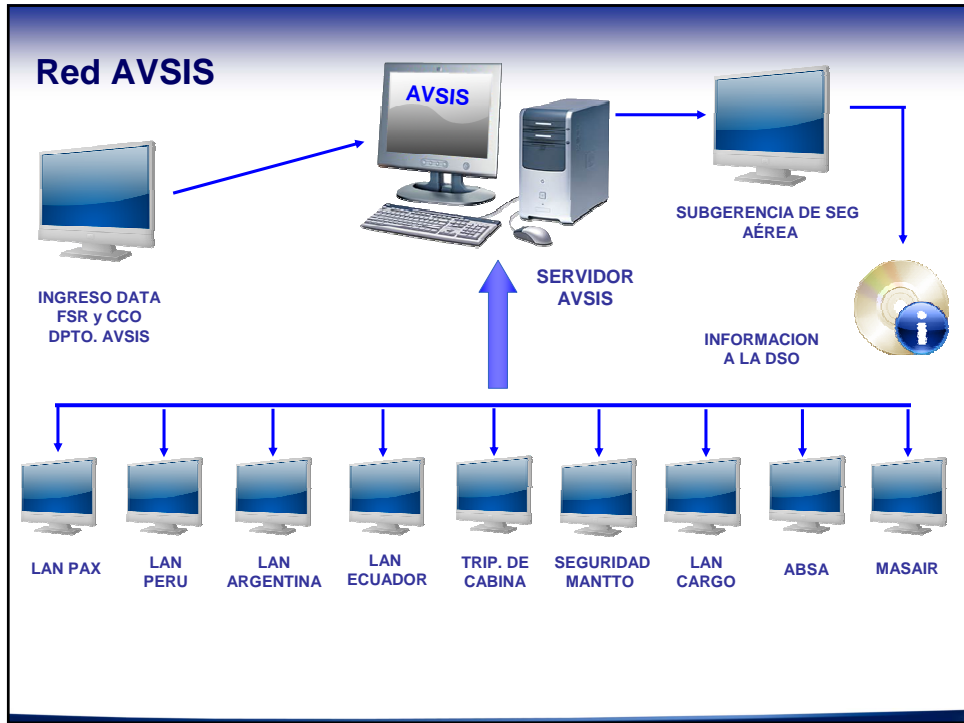 Red AVSIS
AVSIS
SUBGERENCIA DE SEG
AÉREA
SERVIDOR
AVSIS
INGRESO DATA
FSR y CCO
DPTO. AVSIS
INFORMACION
A LA DSO
LAN PAX
LAN
PERU
LAN
ARGENTINA
LAN
ECUADOR
TRIP. DE
CABINA
SEGURIDAD
MANTTO
LAN
CARGO
ABSA
MASAIR